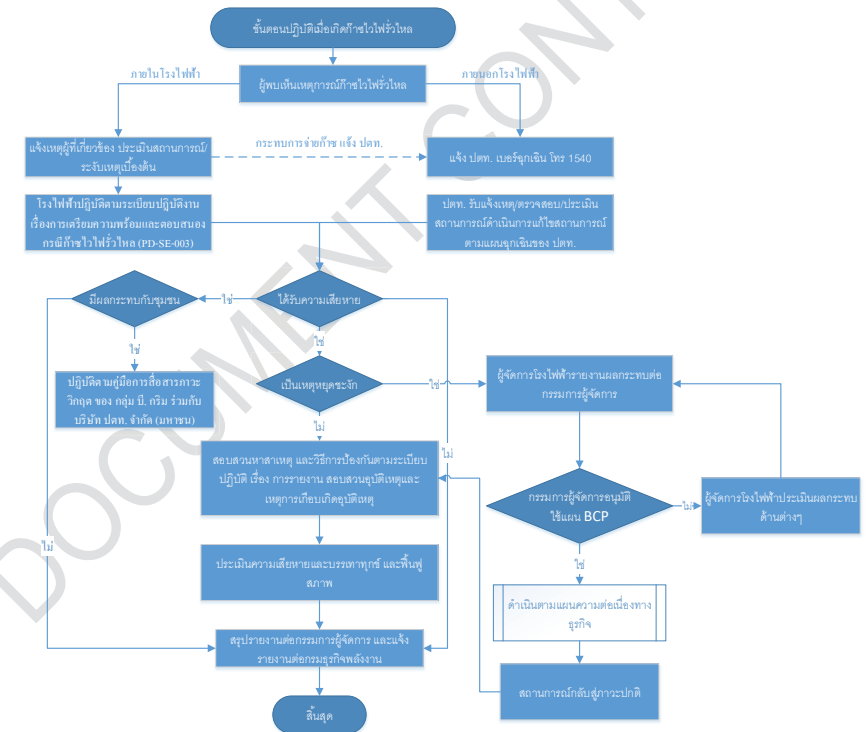 ขั้นตอนปฏิบัติเมื่อเกิดก๊าซไวไฟรั่วไหล
ภายในโรงไฟฟ้า
ผู้พบเห็นเหตุการณ์ก๊าซไวไฟรั่วไหล
ภายนอกโรงไฟฟ้า
แจ้งเหตุผู้ที่เกี่ยวข้อง ประเมินสถานการณ์/
ระงับเหตุเบื้องต้น
กระทบการจ่ายก๊าซ แจ้ง ปตท.
แจ้ง ปตท. เบอร์ฉุกเฉิน โทร 1540
โรงไฟฟ้าปฏิบัติตามระเบียบปฏิบัติงาน
เรื่องการเตรียมความพร้อมและตอบสนอง
กรณีก๊าซไวไฟรั่วไหล (PD-SE-003)
ปตท. รับแจ้งเหตุ/ตรวจสอบ/ประเมิน
สถานการณ์ดำเนินการแก้ไขสถานการณ์
ตามแผนฉุกเฉินของ ปตท.
มีผลกระทบกับชุมชน
ใช่
ได้รับความเสียหาย
ใช่
ใช่
ปฏิบัติตามคู่มือการสื่อสารภาวะ
วิกฤต ของ กลุ่ม บี. กริม ร่วมกับ
บริษัท ปตท. จำกัด (มหาชน)
เป็นเหตุหยุดชะงัก
ใช่
ผู้จัดการโรงไฟฟ้ารายงานผลกระทบต่อ
กรรมการผู้จัดการ
ไม่
ไม่
สอบสวนหาสาเหตุ และวิธีการป้องกันตามระเบียบ
ปฏิบัติ เรื่อง การรายงาน สอบสวนอุบัติเหตุและ
เหตุการเกือบเกิดอุบัติเหตุ
กรรมการผู้จัดการอนุมัติ
ใช้แผน BCP
ไม่
ผู้จัดการโรงไฟฟ้าประเมินผลกระทบ
ด้านต่างๆ
ไม่
ใช่
ประเมินความเสียหายและบรรเทาทุกข์ และฟื้นฟู
สภาพ
ดำเนินตามแผนความต่อเนื่องทาง
ธุรกิจ
สรุปรายงานต่อกรรมการผู้จัดการ และแจ้ง
รายงานต่อกรมธุรกิจพลังงาน
สถานการณ์กลับสู่ภาวะปกติ
สิ้นสุด
DOCUMENT CONT